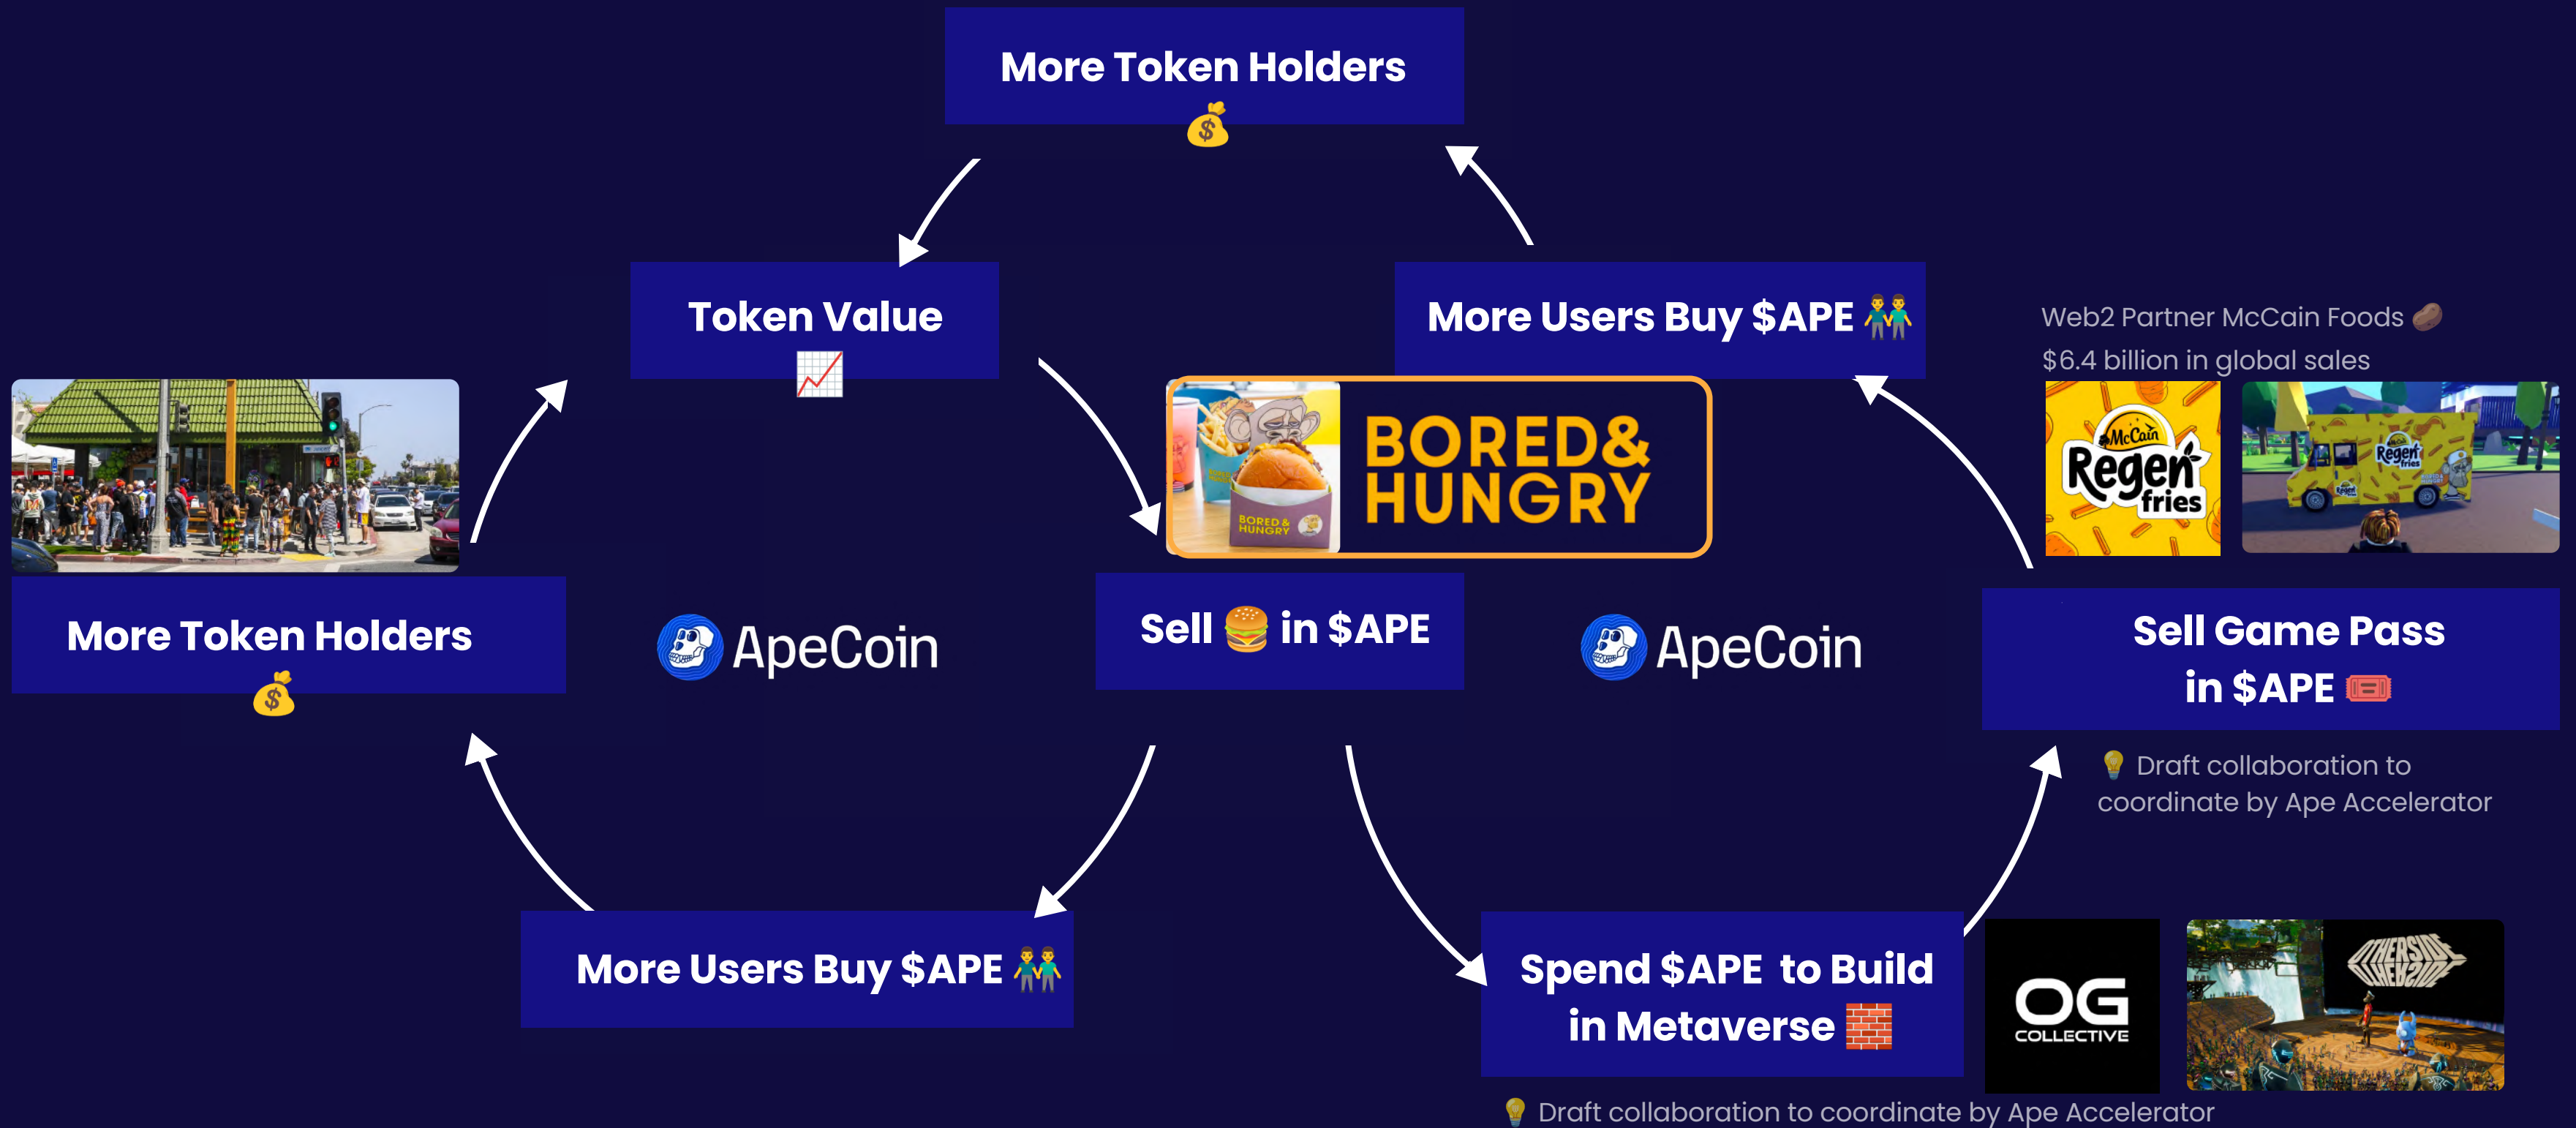 More Token Holders
💰
Token Value
📈
More Users Buy $APE 👬
Web2 Partner McCain Foods 🥔
$6.4 billion in global sales
BORED &
HUNGRY
BORED&
HUNGRY
McCain
Regen
fries
Regen
fries
More Token Holders
💰
ApeCoin
Sell 🍔 in $APE
ApeCoin
Sell Game Pass
in $APE 🎟️
💡 Draft collaboration to
coordinate by Ape Accelerator
More Users Buy $APE 👬
Spend $APE to Build
in Metaverse 🧱
OG
COLLECTIVE
OTHERSIDE
💡 Draft collaboration to coordinate by Ape Accelerator